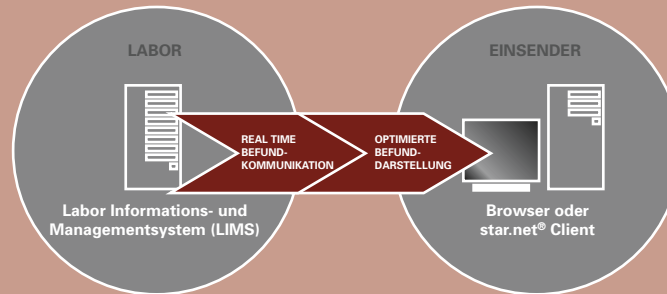 LABOR
EINSENDER
REAL TIME
BEFUND-
KOMMUNIKATION
OPTIMIERTE
BEFUND-
DARSTELLUNG
Labor Informations- und
Managementsystem (LIMS)
Browser oder
star.net® Client